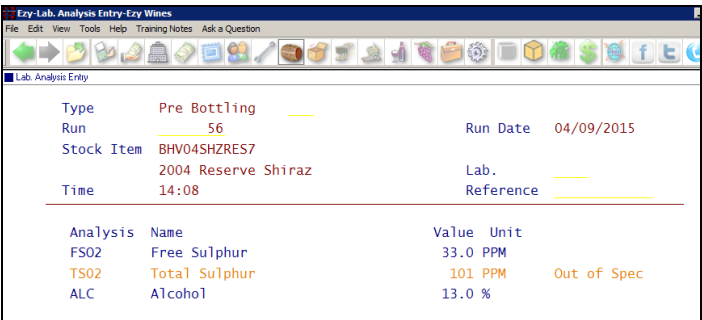 Ezy-Lab. Analysis Entry-Ezy Wines
File Edit View Tools Help Training Notes Ask a Question
Lab. Analysis Entry
Type Pre Bottling
Run 56 Run Date 04/09/2015
Stock Item BHV04SHZRES7
2004 Reserve Shiraz Lab.
Time 14:08 Reference
Analysis Name Value Unit
FSO2 Free Sulphur 33.0 PPM
TSO2 Total Sulphur 101 PPM Out of Spec
ALC Alcohol 13.0 %